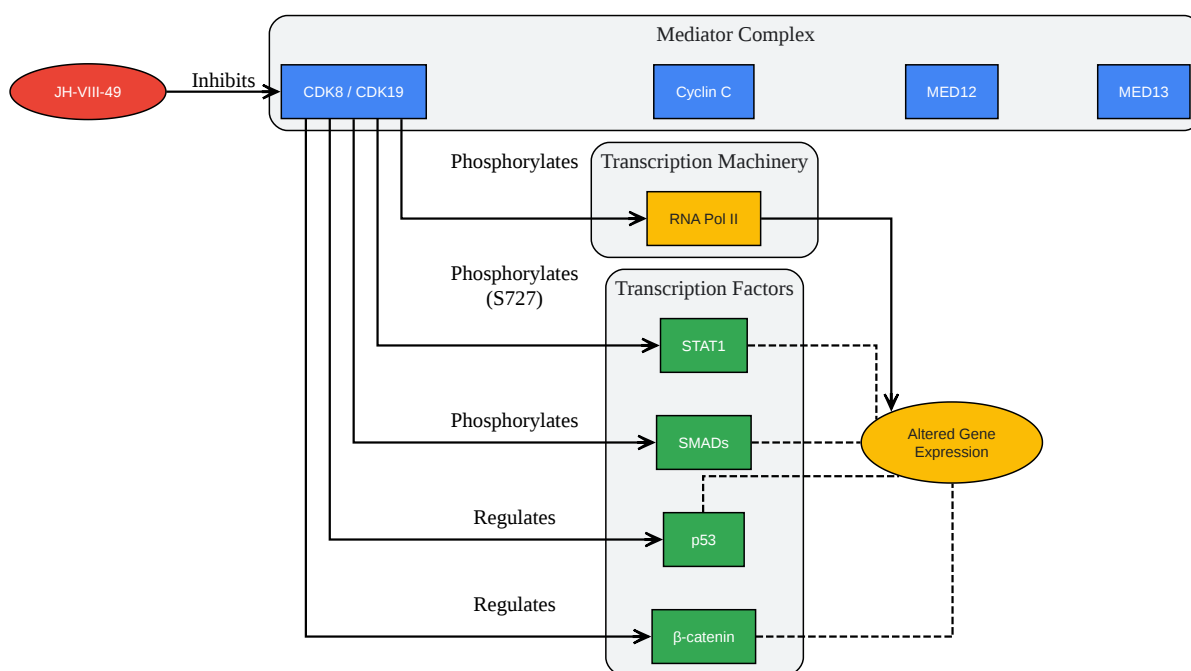 Mediator Complex
JH-VIII-49
Inhibits
CDK8 / CDK19
Cyclin C
MED12
MED13
Phosphorylates
Transcription Machinery
RNA Pol II
Phosphorylates
(S727)
Transcription Factors
STAT1
Phosphorylates
SMADs
Altered Gene
Expression
Regulates
p53
Regulates
β-catenin